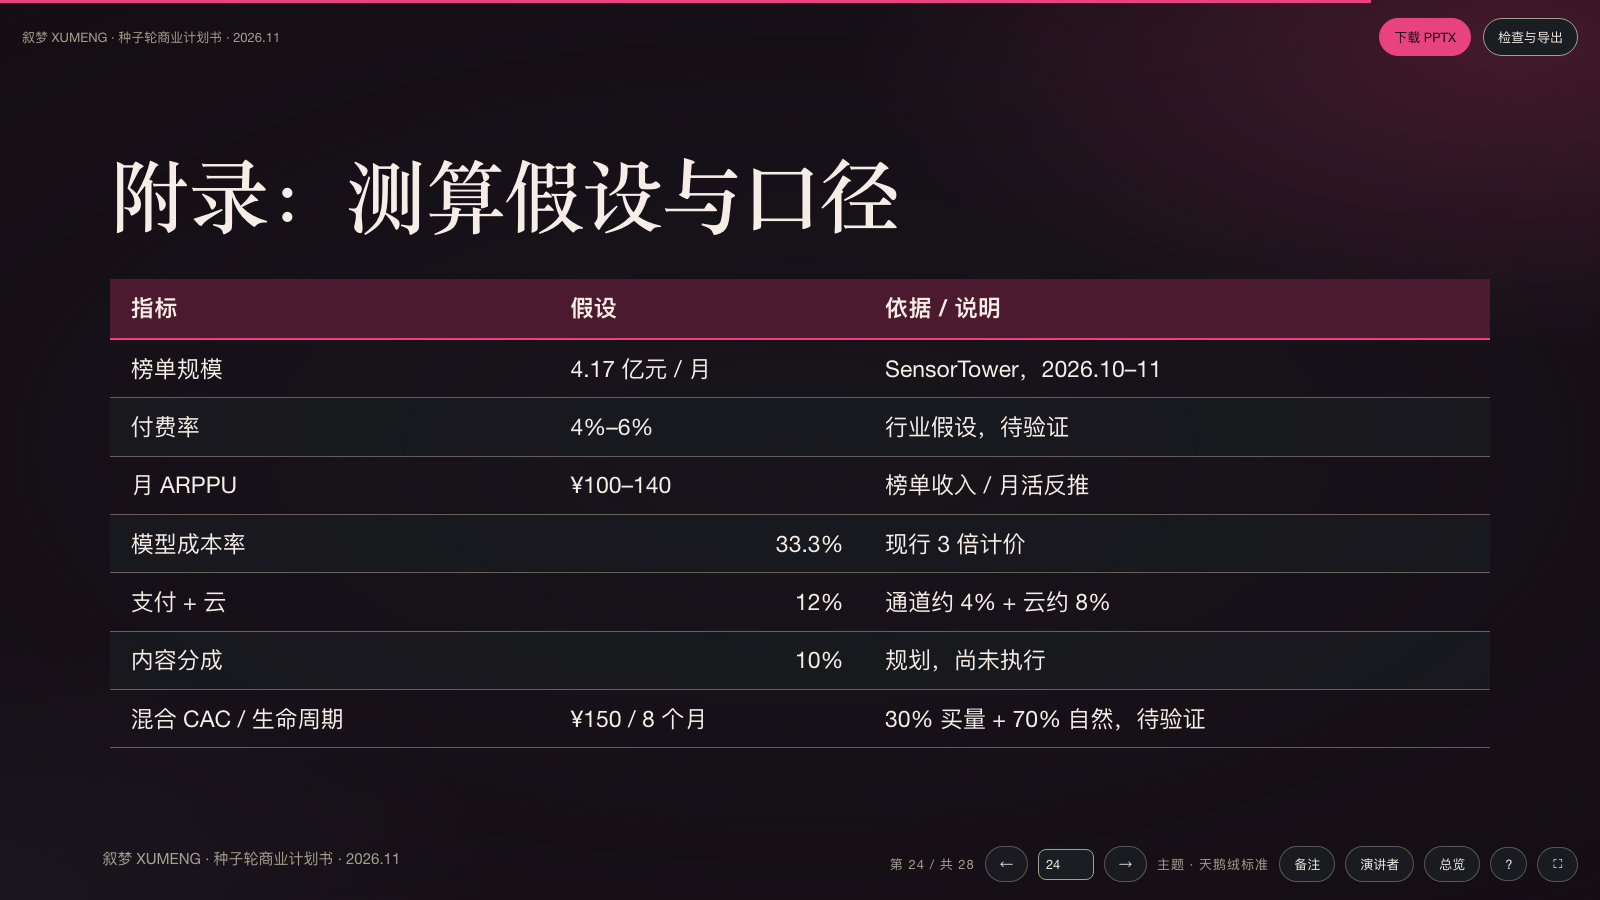 叙梦 XUMENG · 种子轮商业计划书 · 2026.11
下载 PPTX
检查与导出
附录：测算假设与口径
指标 假设 依据 / 说明
榜单规模 4.17 亿元 / 月 SensorTower，2026.10–11
付费率 4%–6% 行业假设，待验证
月 ARPPU ¥100–140 榜单收入 / 月活反推
模型成本率 33.3% 现行 3 倍计价
支付 + 云 12% 通道约 4% + 云约 8%
内容分成 10% 规划，尚未执行
混合 CAC / 生命周期 ¥150 / 8 个月 30% 买量 + 70% 自然，待验证
叙梦 XUMENG · 种子轮商业计划书 · 2026.11
第 24 / 共 28 ← 24 → 主题 · 天鹅绒标准 备注 演讲者 总览 ?